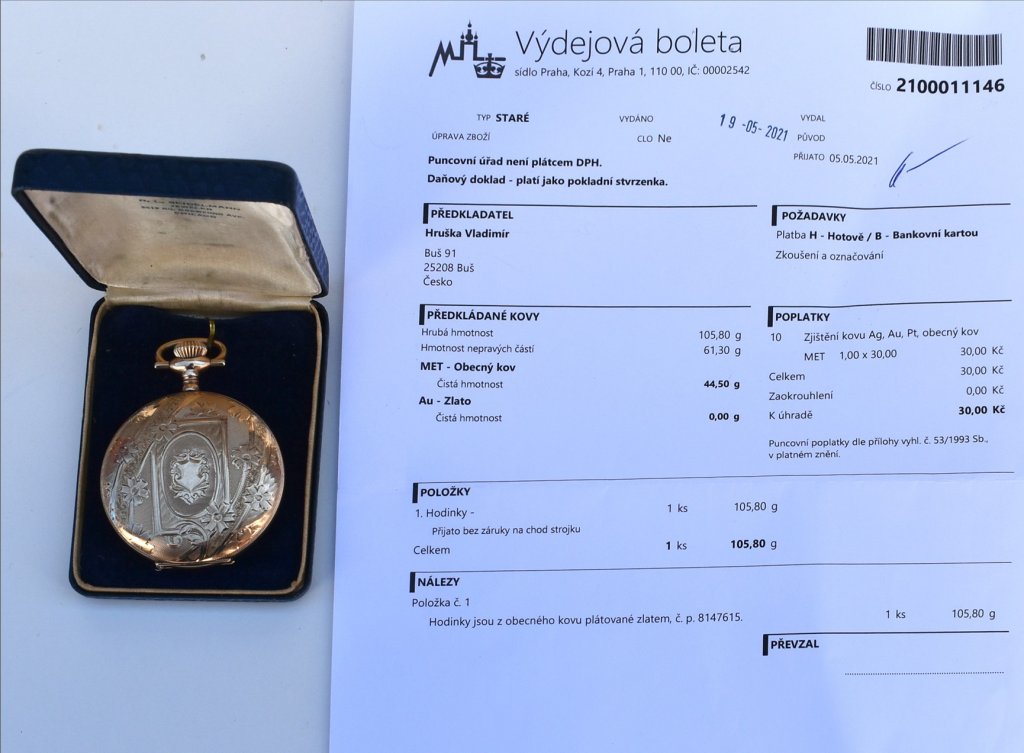 Výdejová boleta
sídlo Praha, Kozí 4, Praha 1, 110 00, IČ: 00002542
ČÍSLO 2100011146
TYP STARÉ
VYDÁNO
19 -05- 2021
VYDAL
ÚPRAVA ZBOŽÍ
CLO Ne
PŮVOD
PŘIJATO 05.05.2021
Puncovní úřad není plátcem DPH.
Daňový doklad - platí jako pokladní stvrzenka.
PŘEDKLADATEL
Hruška Vladimír
Buš 91
25208 Buš
Česko
POŽADAVKY
Platba H - Hotově / B - Bankovní kartou
Zkoušení a označování
PŘEDKLÁDANÉ KOVY
Hrubá hmotnost 105,80 g
Hmotnost nepravých částí 61,30 g
MET - Obecný kov
Čistá hmotnost 44,50 g
Au - Zlato
Čistá hmotnost 0,00 g
POPLATKY
10 Zjištění kovu Ag, Au, Pt, obecný kov
MET 1,00 x 30,00 30,00 Kč
Celkem 30,00 Kč
Zaokrouhlení 0,00 Kč
K úhradě 30,00 Kč
Puncovní poplatky dle přílohy vyhl. č. 53/1993 Sb.,
v platném znění.
POLOŽKY
1. Hodinky - 1 ks 105,80 g
Přijato bez záruky na chod strojku
Celkem 1 ks 105,80 g
NÁLEZY
Položka č. 1
Hodinky jsou z obecného kovu plátované zlatem, č. p. 8147615. 1 ks 105,80 g
PŘEVZAL
JEWELER
CHICAGO